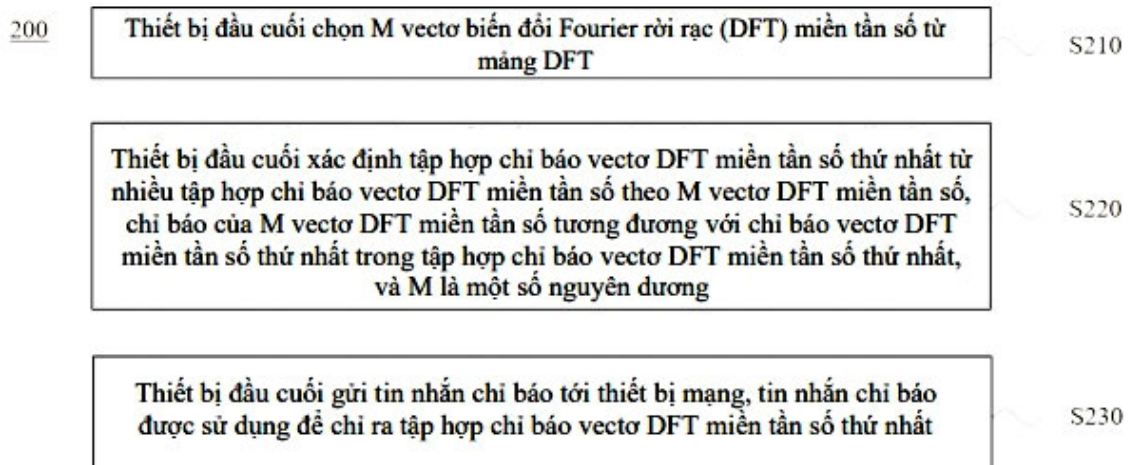 200
Thiết bị đầu cuối chọn M vectơ biến đổi Fourier rời rạc (DFT) miền tần số từ
mảng DFT
S210
Thiết bị đầu cuối xác định tập hợp chỉ báo vectơ DFT miền tần số thứ nhất từ
nhiều tập hợp chỉ báo vectơ DFT miền tần số theo M vectơ DFT miền tần số,
chỉ báo của M vectơ DFT miền tần số tương đương với chỉ báo vectơ DFT
miền tần số thứ nhất trong tập hợp chỉ báo vectơ DFT miền tần số thứ nhất,
và M là một số nguyên dương
S220
Thiết bị đầu cuối gửi tin nhắn chỉ báo tới thiết bị mạng, tin nhắn chỉ báo
được sử dụng để chỉ ra tập hợp chỉ báo vectơ DFT miền tần số thứ nhất
S230